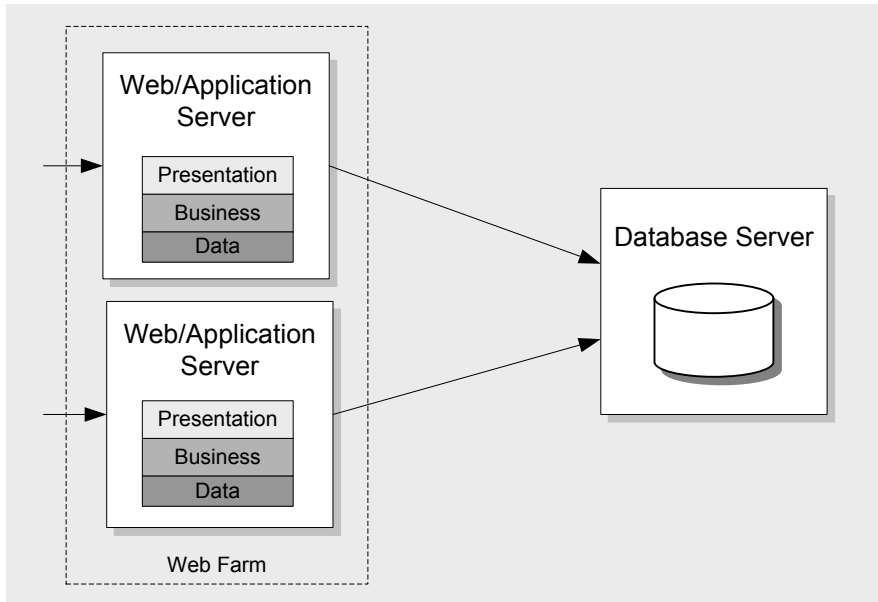 Web/Application
Server
Presentation
Business
Data
Web/Application
Server
Presentation
Business
Data
Web Farm
Database Server